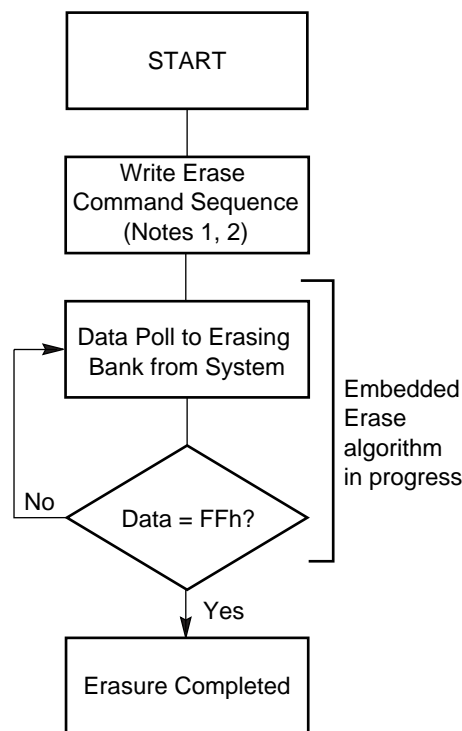 START
Write Erase
Command Sequence
(Notes 1, 2)
Data Poll to Erasing
Bank from System
Embedded
Erase
algorithm
in progress
No
Data = FFh?
Yes
Erasure Completed